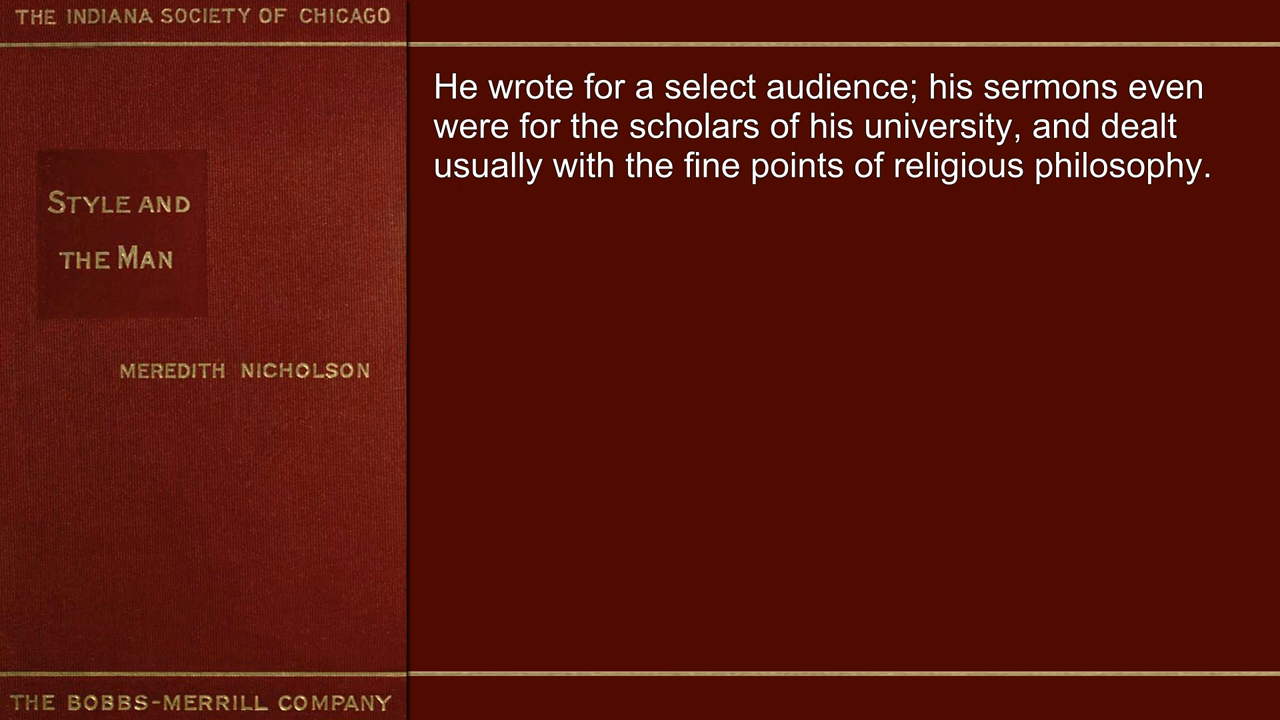 THE INDIANA SOCIETY OF CHICAGO
STYLE AND
THE MAN
MEREDITH NICHOLSON
THE BOBBS-MERRILL COMPANY
He wrote for a select audience; his sermons even
were for the scholars of his university, and dealt
usually with the fine points of religious philosophy.